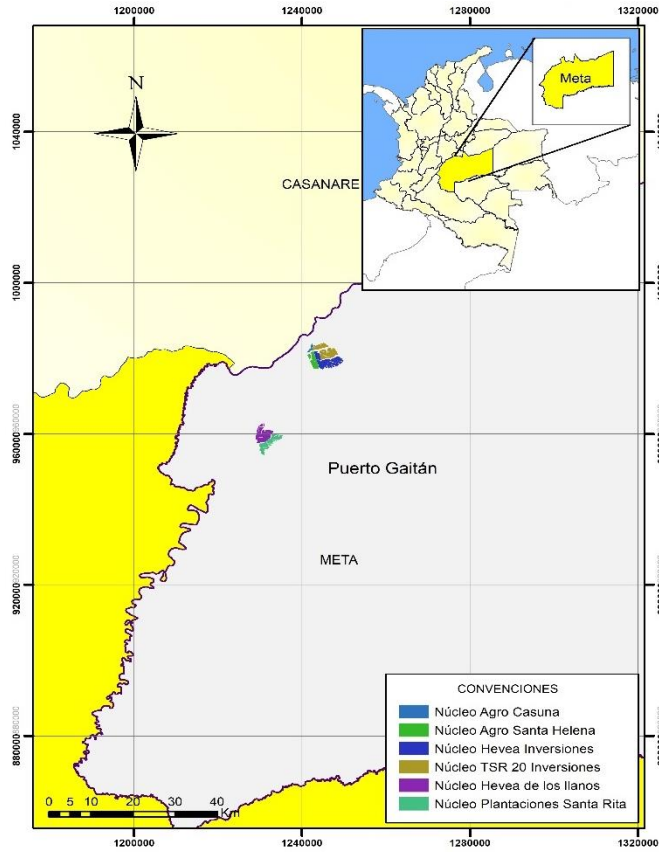 1200000 1240000 1280000 1320000
Meta
N
1040000
CASANARE
1000000
960000
Puerto Gaitán
META
920000
CONVENCIONES
Núcleo Agro Casuna
Núcleo Agro Santa Helena
Núcleo Hevea Inversiones
Núcleo TSR 20 Inversiones
Núcleo Hevea de los llanos
Núcleo Plantaciones Santa Rita
880000
0 5 10 20 30 40
Km
1200000 1240000 1280000 1320000